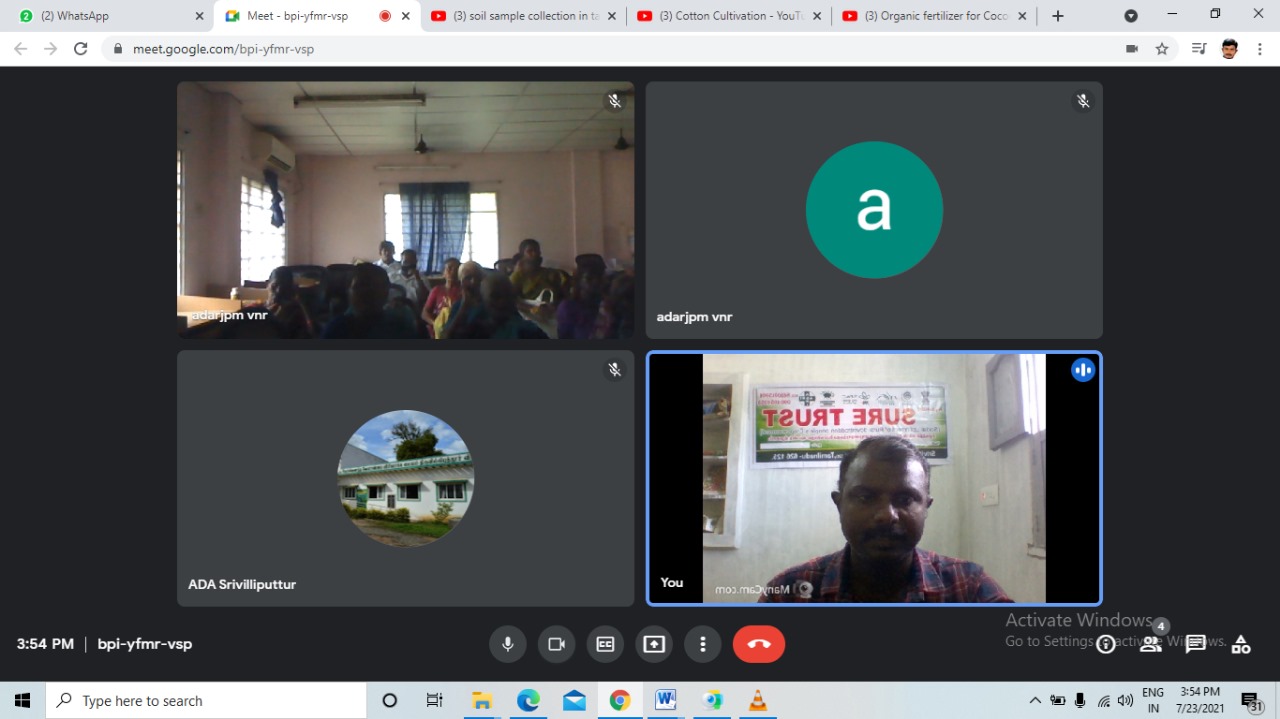 (2) WhatsApp
Meet - bpi-yfmr-vsp
(3) soil sample collection in ta
(3) Cotton Cultivation - YouTu
(3) Organic fertilizer for Coco
meet.google.com/bpi-yfmr-vsp
a
adarjpm vnr
adarjpm vnr
SURE TRUST
ADA Srivilliputtur
You
ManyCam.com
3:54 PM | bpi-yfmr-vsp
4
Activate Windows
Go to Settings to activate Windows.
Type here to search
ENG
IN
3:54 PM
7/23/2021
31